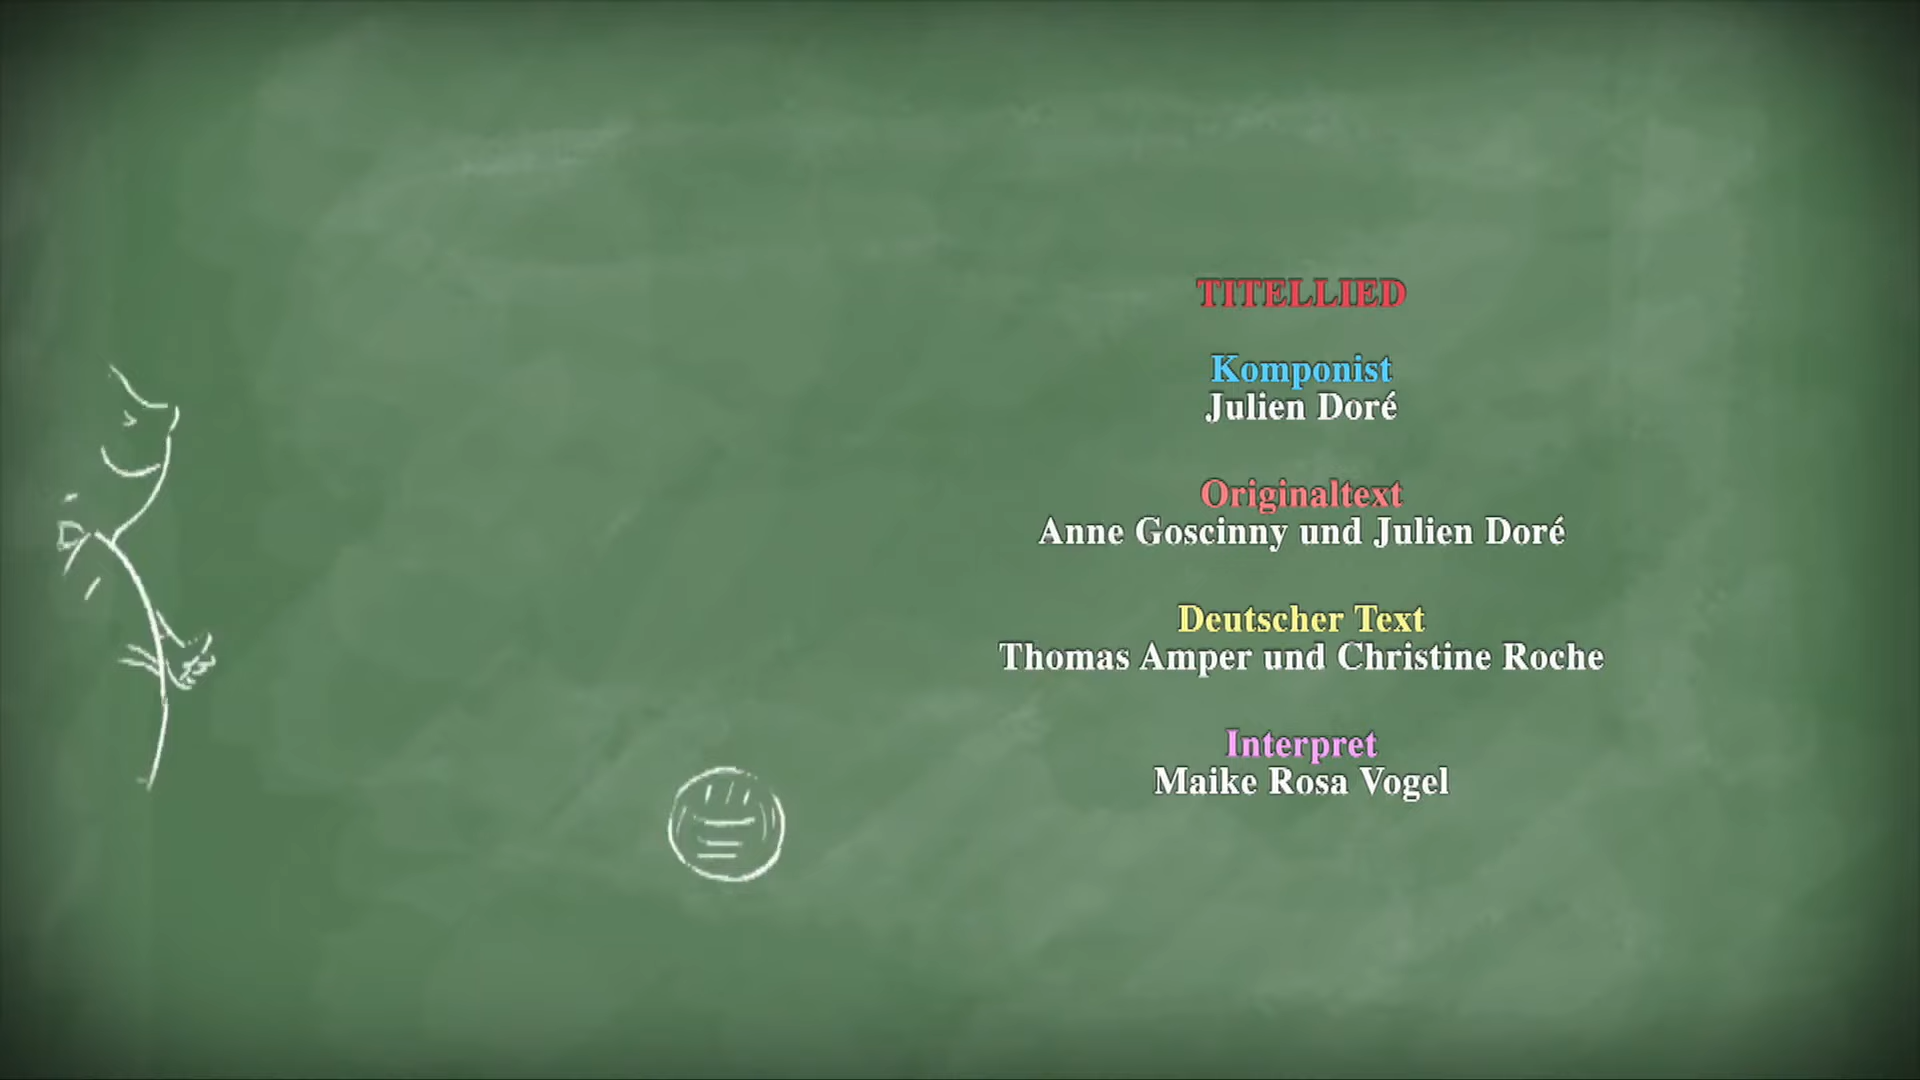 TITELLIED
Komponist
Julien Doré
Originaltext
Anne Goscinny und Julien Doré
Deutscher Text
Thomas Amper und Christine Roche
Interpret
Maike Rosa Vogel